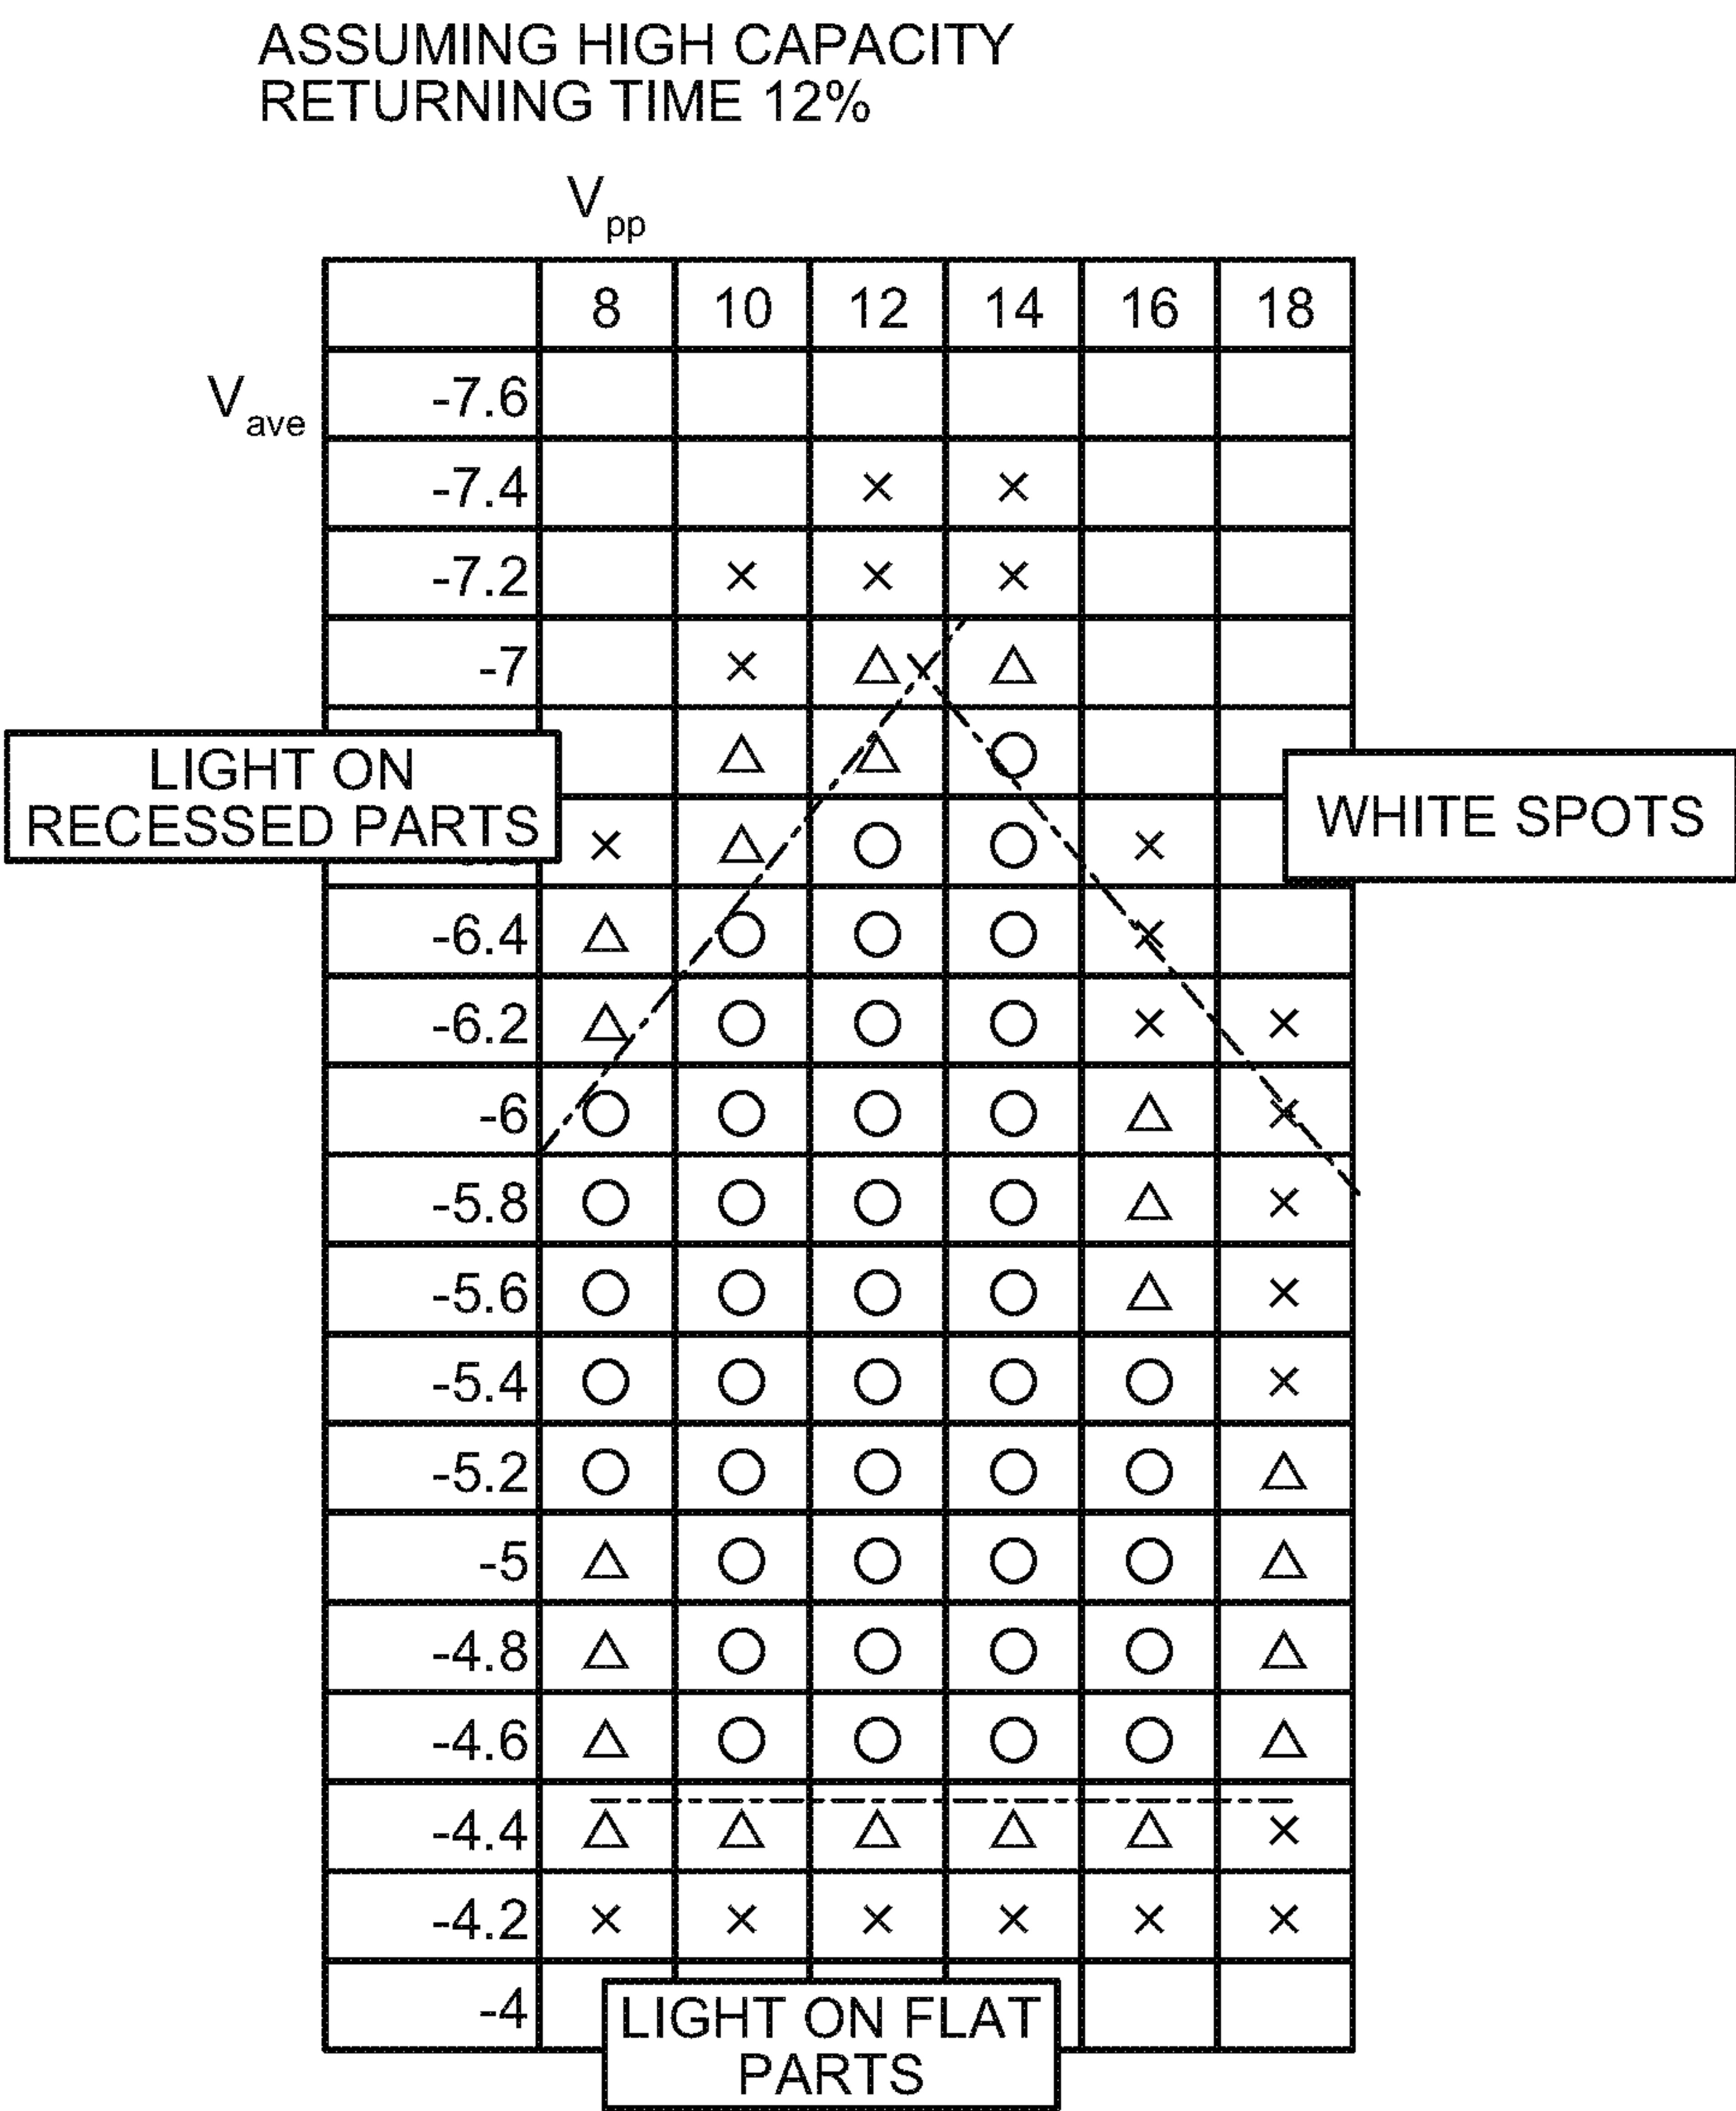 ASSUMING HIGH CAPACITY
RETURNING TIME 12%
Vpp
8 10 12 14 16 18
Vave
-7.6
-7.4 × ×
-7.2 × × ×
-7 × △ △
△ △ ○
LIGHT ON
RECESSED PARTS
WHITE SPOTS
× △ ○ ○ ×
-6.4 △ ○ ○ ○ ×
-6.2 △ ○ ○ ○ × ×
-6 ○ ○ ○ ○ △ ×
-5.8 ○ ○ ○ ○ △ ×
-5.6 ○ ○ ○ ○ △ ×
-5.4 ○ ○ ○ ○ ○ ×
-5.2 ○ ○ ○ ○ ○ △
-5 △ ○ ○ ○ ○ △
-4.8 △ ○ ○ ○ ○ △
-4.6 △ ○ ○ ○ ○ △
-4.4 △ △ △ △ △ ×
-4.2 × × × × × ×
-4
LIGHT ON FLAT
PARTS